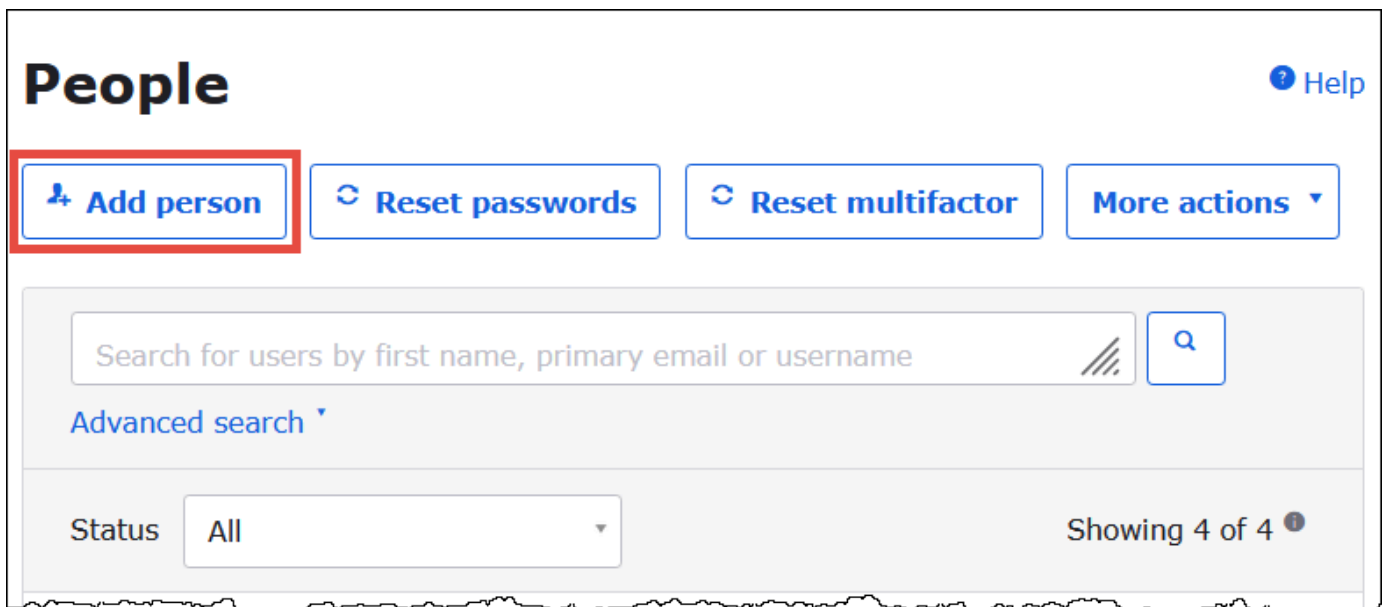 People
Help
Add person
Reset passwords
Reset multifactor
More actions
Search for users by first name, primary email or username
Advanced search
Status
All
Showing 4 of 4